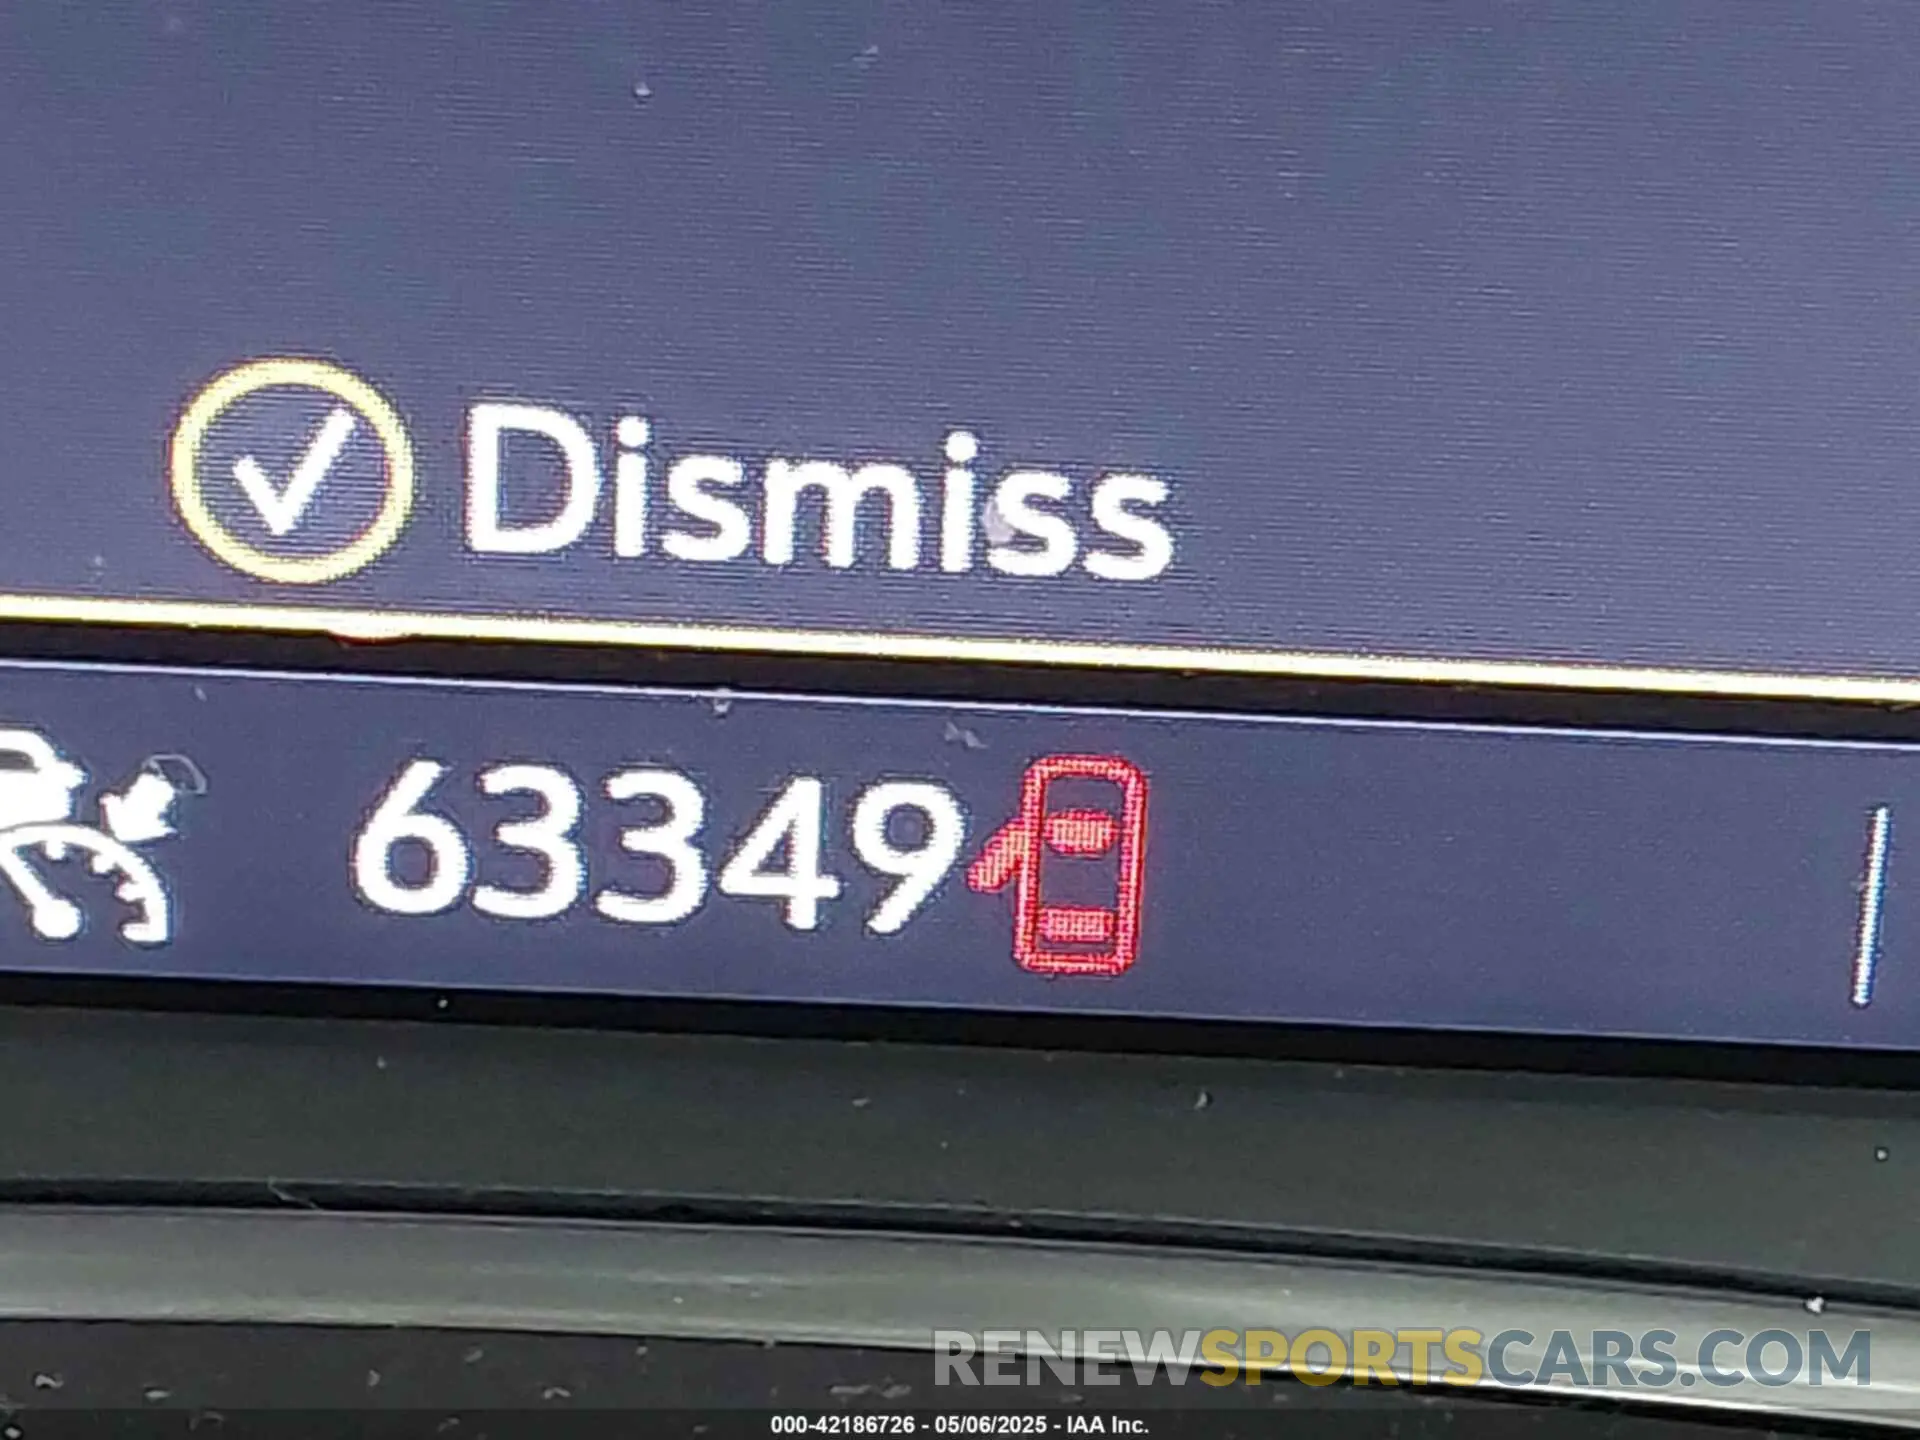 Dismiss
63349
RENEWSPORTSCARS.COM
000-42186726 - 05/06/2025 - IAA Inc.